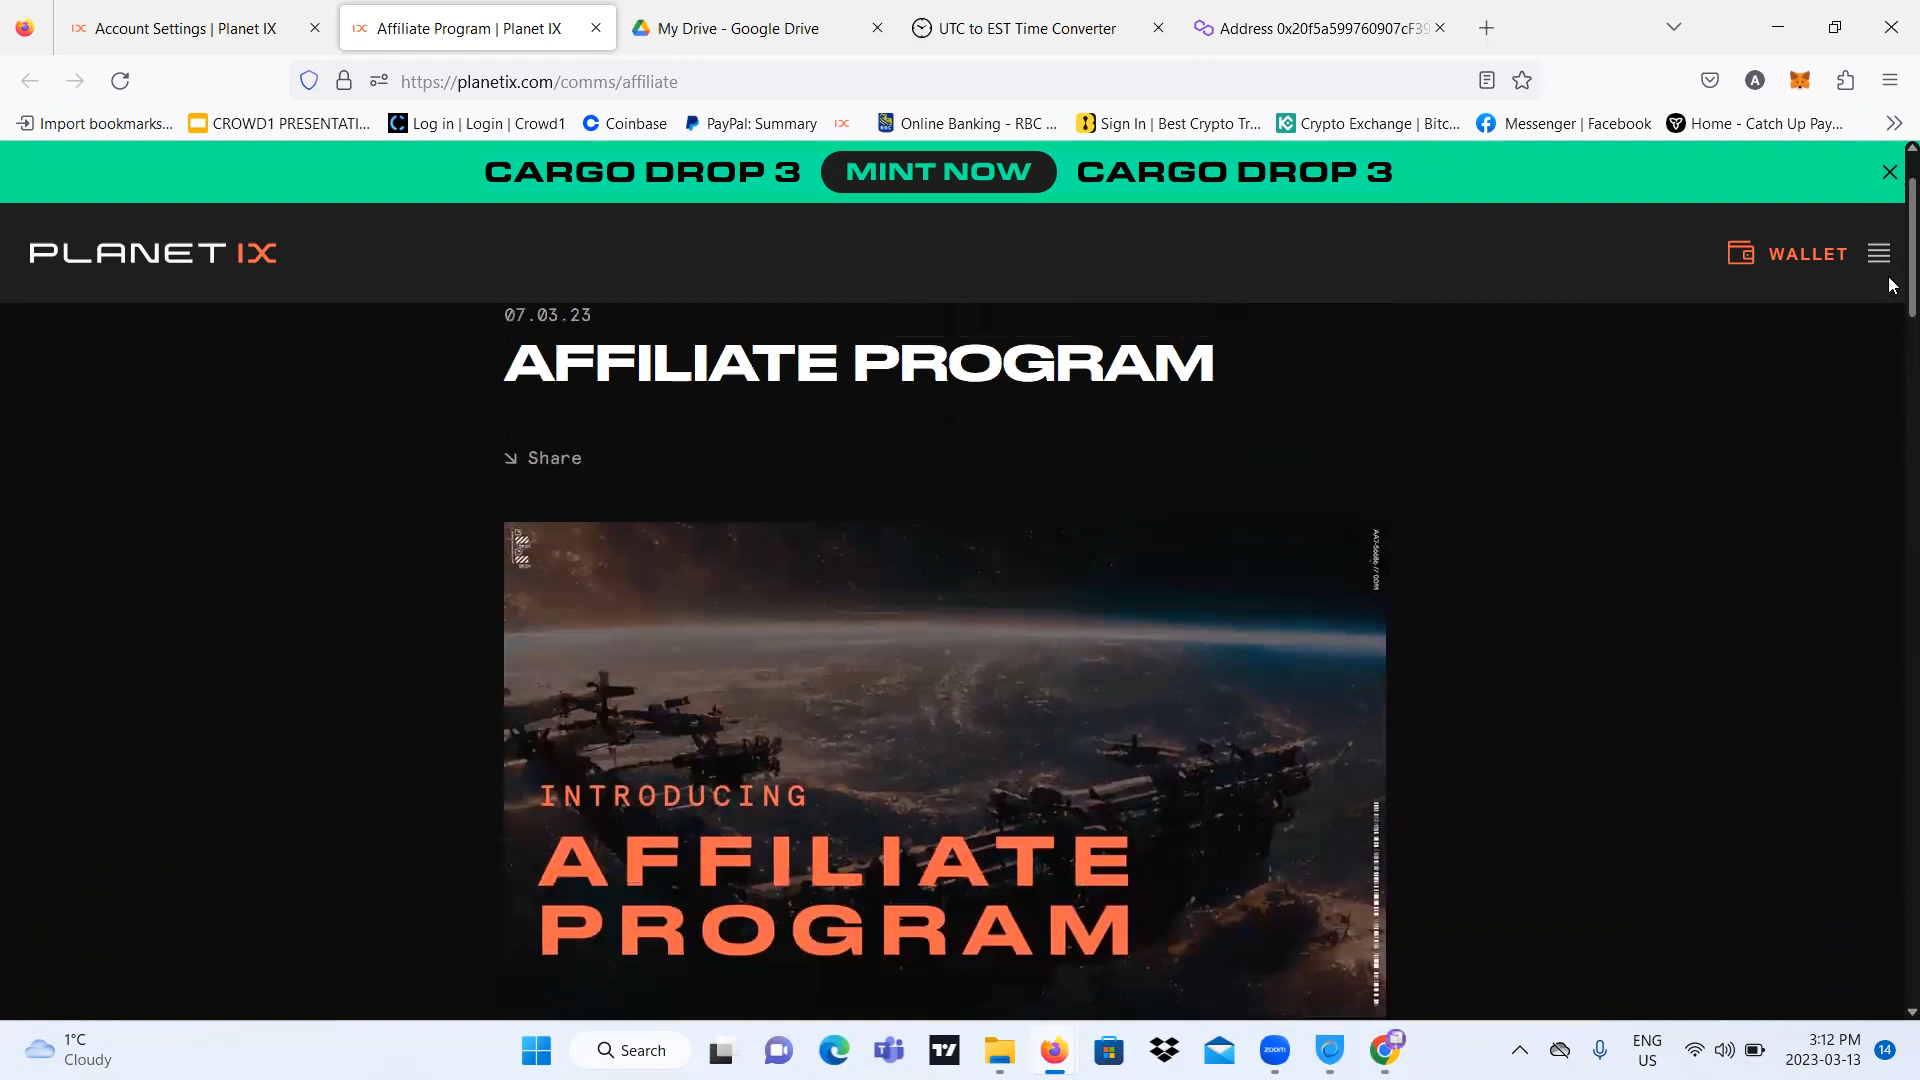 Account Settings | Planet IX
Affiliate Program | Planet IX
My Drive - Google Drive
UTC to EST Time Converter
Address 0x20f5a599760907cF39
https://planetix.com/comms/affiliate
A
Import bookmarks...
CROWD1 PRESENTATI...
Log in | Login | Crowd1
Coinbase
PayPal: Summary
Online Banking - RBC ...
Sign In | Best Crypto Tr...
Crypto Exchange | Bitc...
Messenger | Facebook
Home - Catch Up Pay...
CARGO DROP 3 MINT NOW CARGO DROP 3
PLANET IX
WALLET
07.03.23
AFFILIATE PROGRAM
Share
INTRODUCING
AFFILIATE
PROGRAM
1°C
Cloudy
Search
zoom
ENG
US
3:12 PM
2023-03-13
14